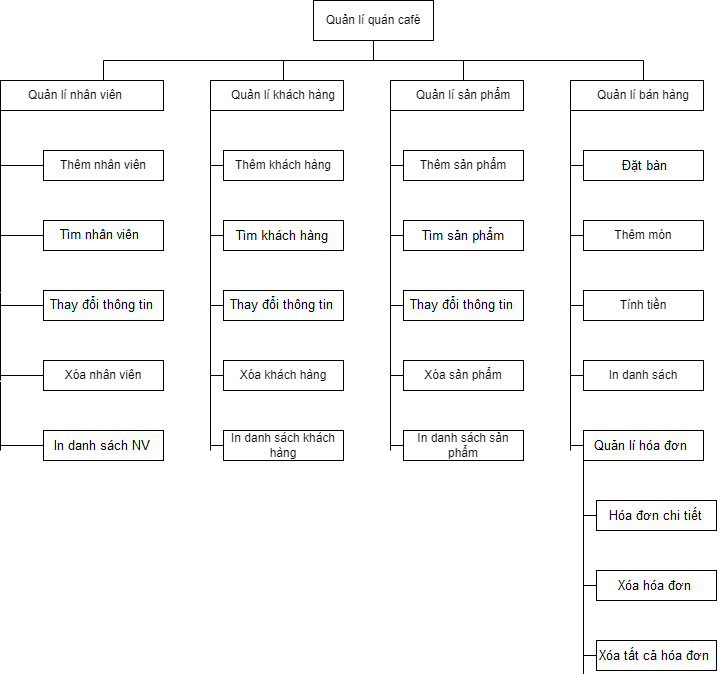 Quản lí quán café
Quản lí nhân viên
Quản lí khách hàng
Quản lí sản phẩm
Quản lí bán hàng
Thêm nhân viên
Thêm khách hàng
Thêm sản phẩm
Đặt bàn
Tìm nhân viên
Tìm khách hàng
Tìm sản phẩm
Thêm món
Thay đổi thông tin
Thay đổi thông tin
Thay đổi thông tin
Tính tiền
Xóa nhân viên
Xóa khách hàng
Xóa sản phẩm
In danh sách
In danh sách NV
In danh sách khách
hàng
In danh sách sản
phẩm
Quản lí hóa đơn
Hóa đơn chi tiết
Xóa hóa đơn
Xóa tất cả hóa đơn